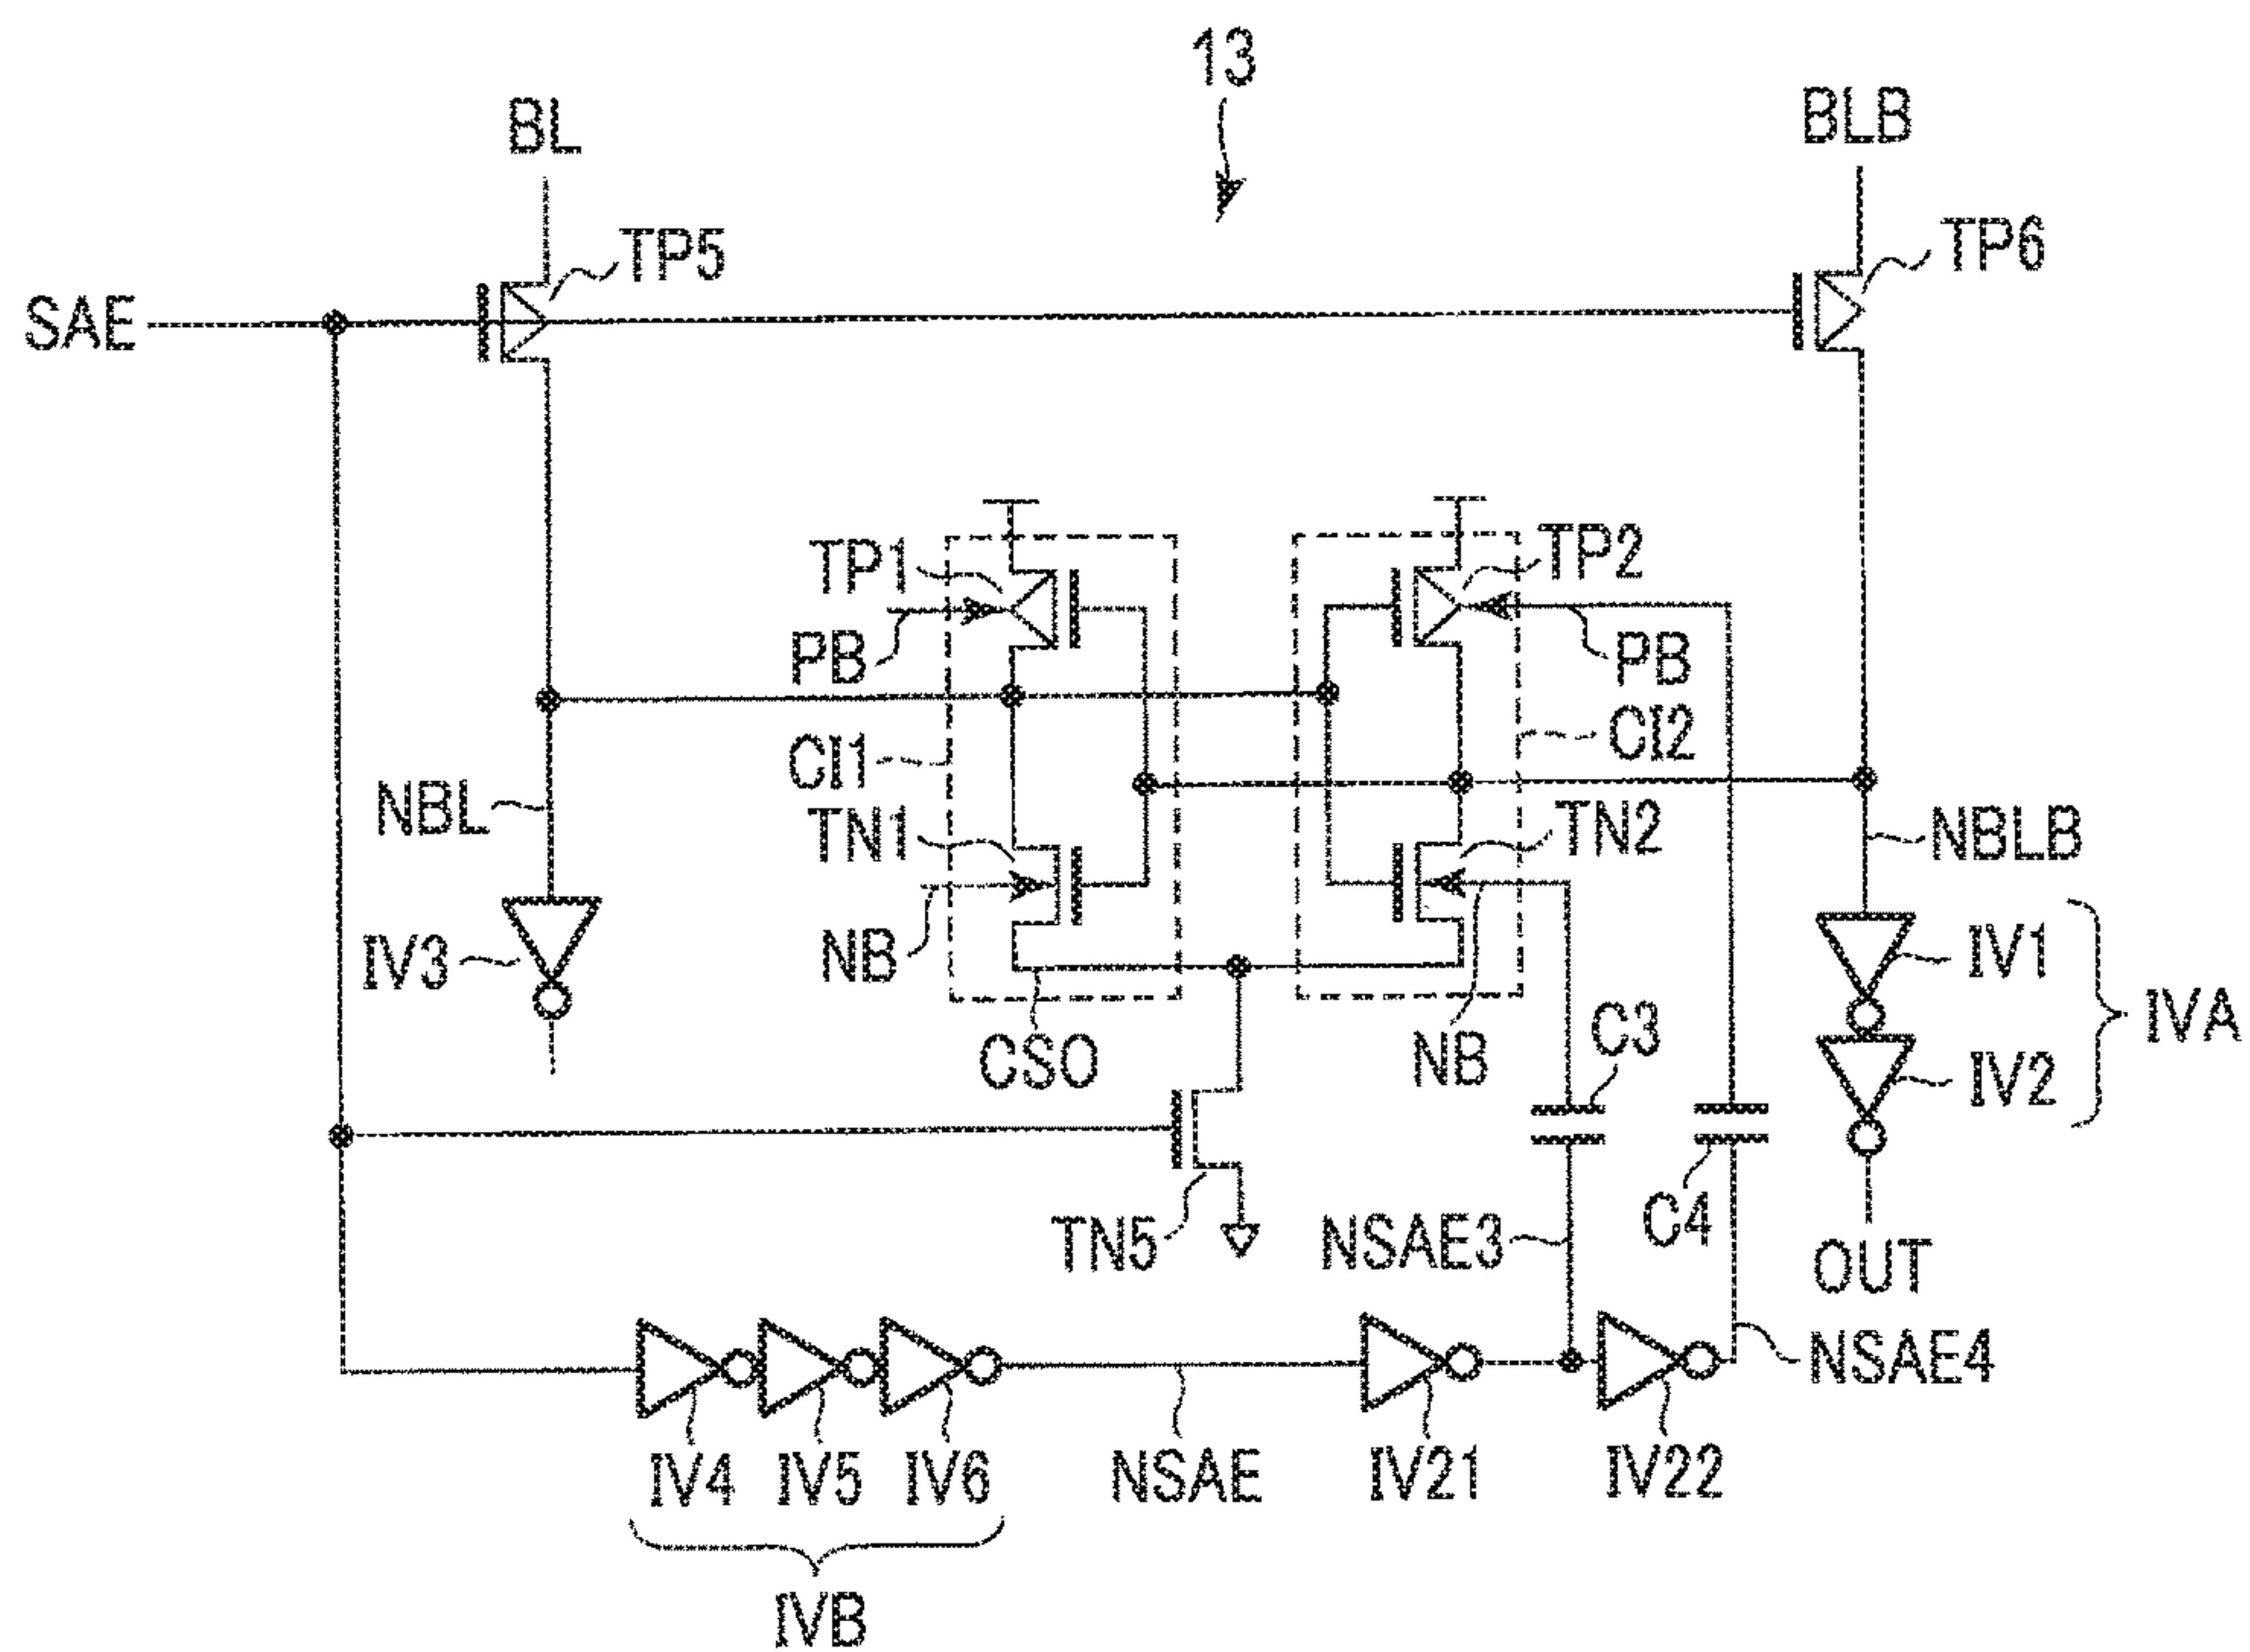 13
BL
BLB
TP5
TP6
SAE
TP1
TP2
PB
PB
CI1
CI2
NBL
TN1
TN2
NBLB
IV3
NB
IV1
IVA
CSO
NB
C3
IV2
TN5
NSAE3
C4
OUT
NSAE4
IV4
IV5
IV6
NSAE
IV21
IV22
IVB